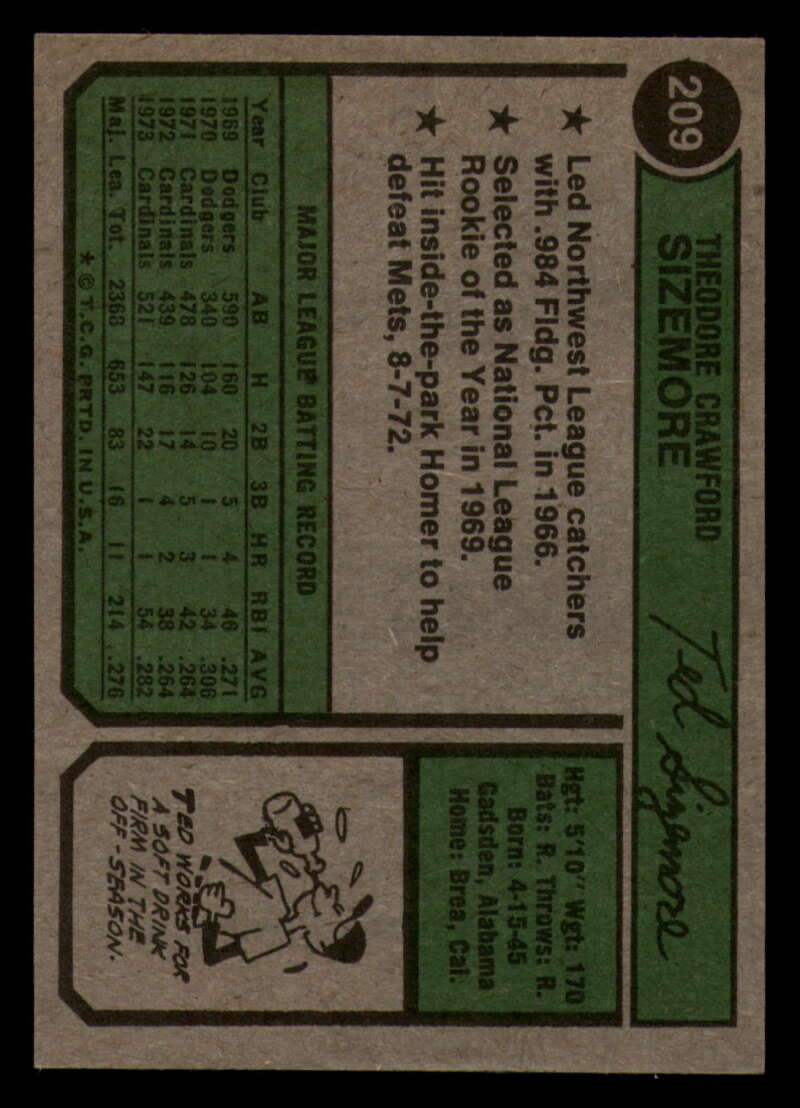 209
THEODORE CRAWFORD
SIZEMORE
Ted Sizemore
★ Led Northwest League catchers
with .984 Fldg. Pct. in 1966.
★ Selected as National League
Rookie of the Year in 1969.
★ Hit inside-the-park Homer to help
defeat Mets, 8-7-72.
Hgt: 5'10" Wgt: 170
Bats: R. Throws: R.
Born: 4-15-45
Gadsden, Alabama
Home: Brea, Cal.
MAJOR LEAGUE BATTING RECORD
Year Club AB H 2B 3B HR RBI AVG
1969 Dodgers 590 160 20 5 4 46 .271
1970 Dodgers 340 104 10 1 1 34 .306
1971 Cardinals 478 126 14 5 3 42 .264
1972 Cardinals 439 116 17 4 2 38 .264
1973 Cardinals 521 147 22 1 1 54 .282
Maj. Lea. Tot. 2368 653 83 16 11 214 .276
★ © T.C.G. PRTD. IN U.S.A.
TED WORKS FOR
A SOFT DRINK
FIRM IN THE
OFF-SEASON.